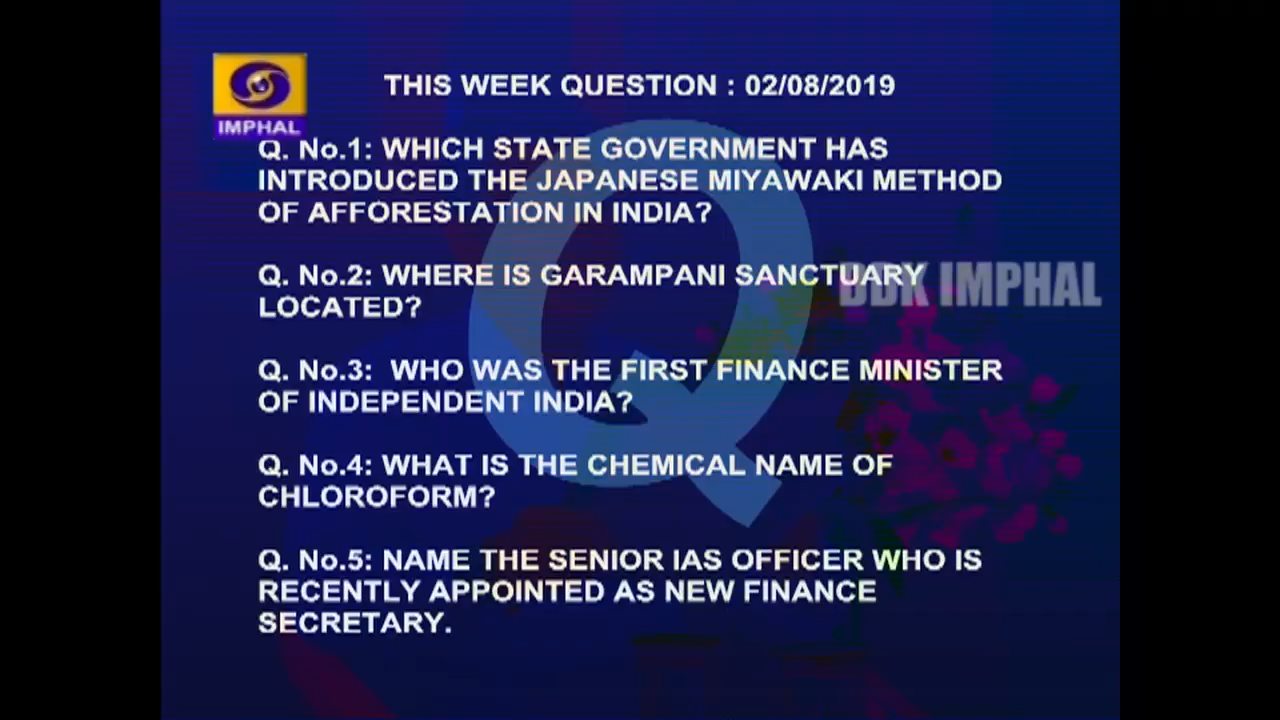 THIS WEEK QUESTION : 02/08/2019
IMPHAL
Q. No.1: WHICH STATE GOVERNMENT HAS
INTRODUCED THE JAPANESE MIYAWAKI METHOD
OF AFFORESTATION IN INDIA?
Q. No.2: WHERE IS GARAMPANI SANCTUARY
LOCATED?
DDK IMPHAL
Q. No.3: WHO WAS THE FIRST FINANCE MINISTER
OF INDEPENDENT INDIA?
Q. No.4: WHAT IS THE CHEMICAL NAME OF
CHLOROFORM?
Q. No.5: NAME THE SENIOR IAS OFFICER WHO IS
RECENTLY APPOINTED AS NEW FINANCE
SECRETARY.
Q